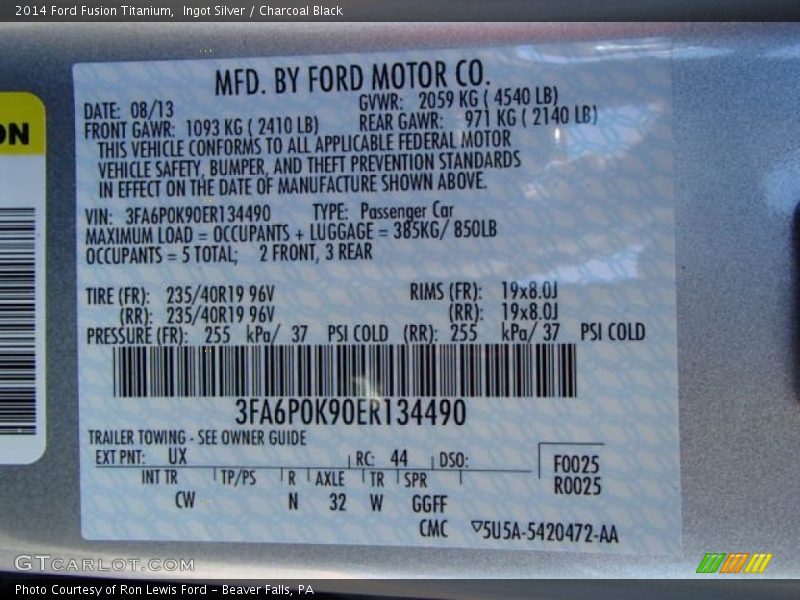 2014 Ford Fusion Titanium,  Ingot Silver / Charcoal Black
ON
MFD. BY FORD MOTOR CO.
DATE: 08/13 GVWR: 2059 KG ( 4540 LB)
FRONT GAWR: 1093 KG ( 2410 LB) REAR GAWR: 971 KG ( 2140 LB)
THIS VEHICLE CONFORMS TO ALL APPLICABLE FEDERAL MOTOR
VEHICLE SAFETY, BUMPER, AND THEFT PREVENTION STANDARDS
IN EFFECT ON THE DATE OF MANUFACTURE SHOWN ABOVE.
VIN: 3FA6P0K90ER134490 TYPE: Passenger Car
MAXIMUM LOAD = OCCUPANTS + LUGGAGE = 385KG/ 850LB
OCCUPANTS = 5 TOTAL; 2 FRONT, 3 REAR
TIRE (FR): 235/40R19 96V RIMS (FR): 19x8.0J
(RR): 235/40R19 96V (RR): 19x8.0J
PRESSURE (FR): 255 kPa/ 37 PSI COLD (RR): 255 kPa/ 37 PSI COLD
3FA6P0K90ER134490
TRAILER TOWING - SEE OWNER GUIDE
EXT PNT: UX RC: 44 DSO: F0025
INT TR TP/PS R AXLE TR SPR R0025
CW N 32 W GGFF
CMC ▽5U5A-5420472-AA
GTCARLOT.COM
Photo Courtesy of Ron Lewis Ford - Beaver Falls, PA